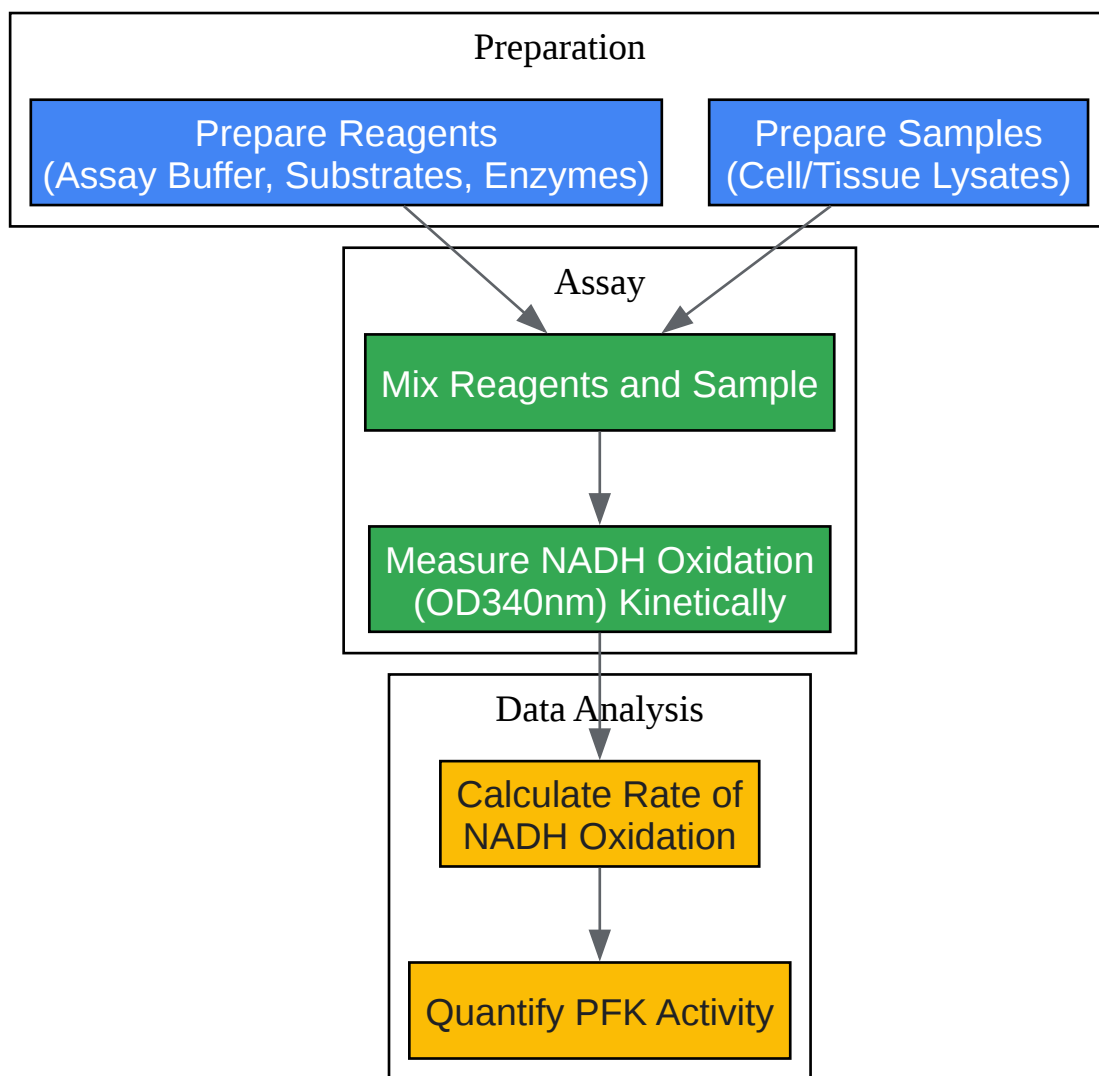 Preparation
Prepare Reagents
(Assay Buffer, Substrates, Enzymes)
Prepare Samples
(Cell/Tissue Lysates)
Assay
Mix Reagents and Sample
Measure NADH Oxidation
(OD340nm) Kinetically
Data Analysis
Calculate Rate of
NADH Oxidation
Quantify PFK Activity